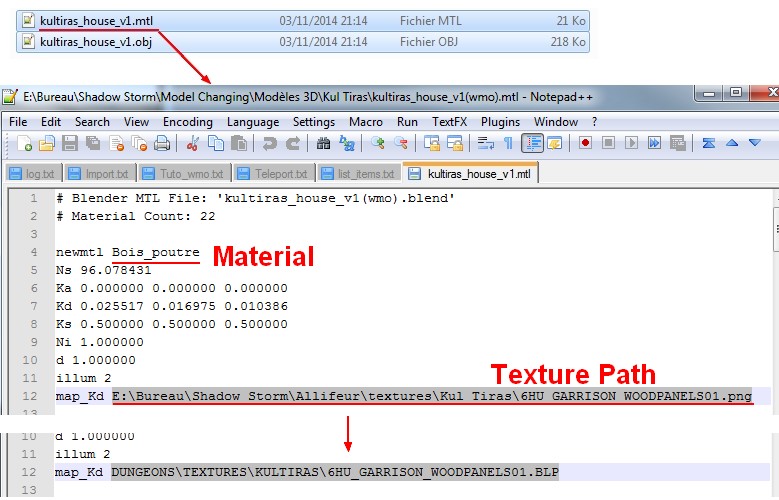 kultiras_house_v1.mtl 03/11/2014 21:14 Fichier MTL 21 Ko
kultiras_house_v1.obj 03/11/2014 21:14 Fichier OBJ 218 Ko
E:\Bureau\Shadow Storm\Model Changing\Modèles 3D\Kul Tiras\kultiras_house_v1(wmo).mtl - Notepad++
File Edit Search View Encoding Language Settings Macro Run TextFX Plugins Window ?
log.txt Import.txt Tuto_wmo.txt Teleport.txt list_items.txt kultiras_house_v1.mtl
1 # Blender MTL File: 'kultiras_house_v1(wmo).blend'
2 # Material Count: 22
3
4 newmtl Bois_poutre Material
5 Ns 96.078431
6 Ka 0.000000 0.000000 0.000000
7 Kd 0.025517 0.016975 0.010386
8 Ks 0.500000 0.500000 0.500000
9 Ni 1.000000
10 d 1.000000
11 illum 2 Texture Path
12 map_Kd E:\Bureau\Shadow Storm\Allifeur\textures\Kul Tiras\6HU_GARRISON_WOODPANELS01.png
13
10 d 1.000000
11 illum 2
12 map_Kd DUNGEONS\TEXTURES\KULTIRAS\6HU_GARRISON_WOODPANELS01.BLP